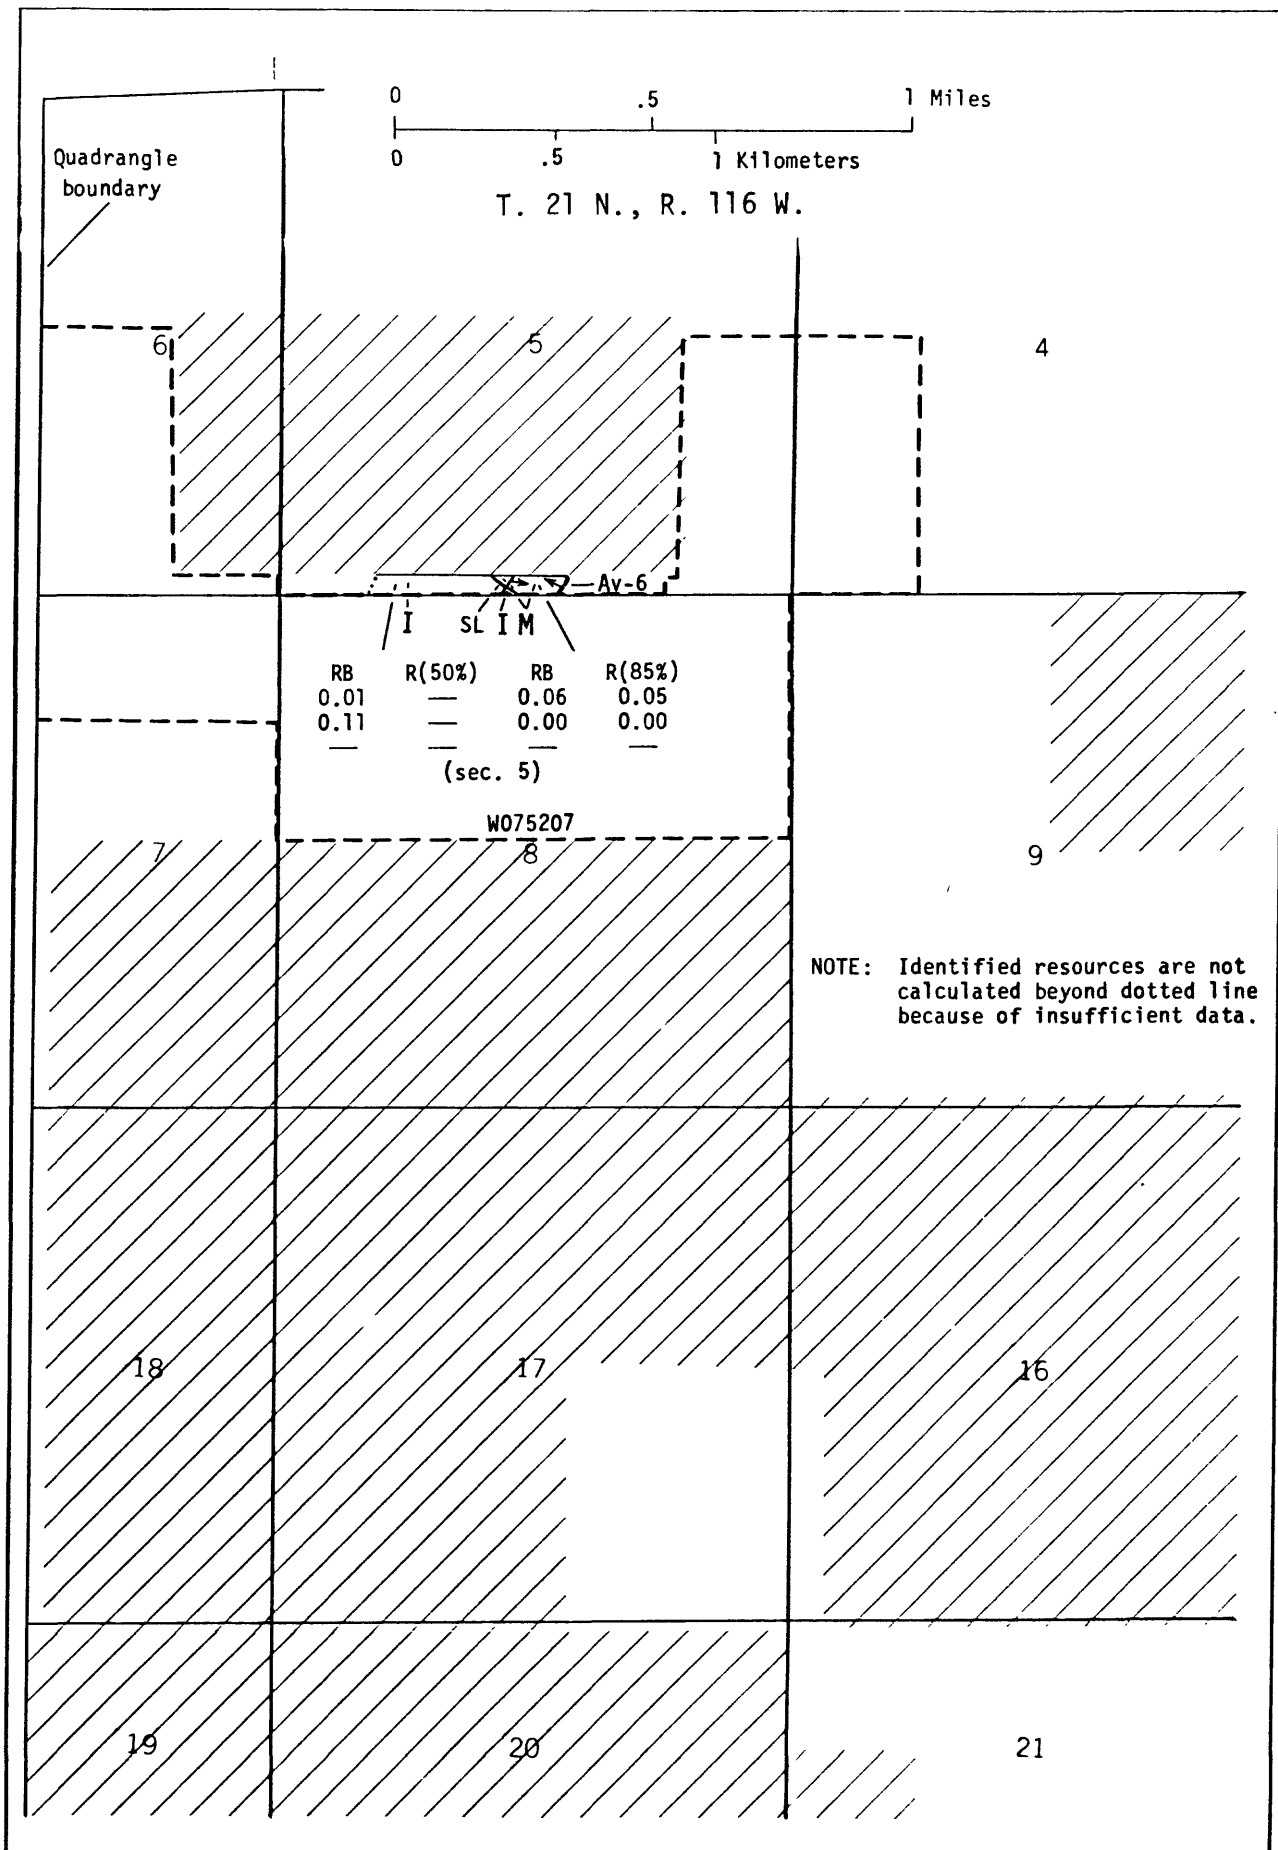 0 .5 1 Miles
0 .5 1 Kilometers
Quadrangle
boundary
T. 21 N., R. 116 W.
6 5 4
Av-6
I SL I M
RB R(50%) RB R(85%)
0.01 — 0.06 0.05
0.11 — 0.00 0.00
— — — —
(sec. 5)
W075207
7 8 9
NOTE: Identified resources are not
calculated beyond dotted line
because of insufficient data.
18 17 16
19 20 21